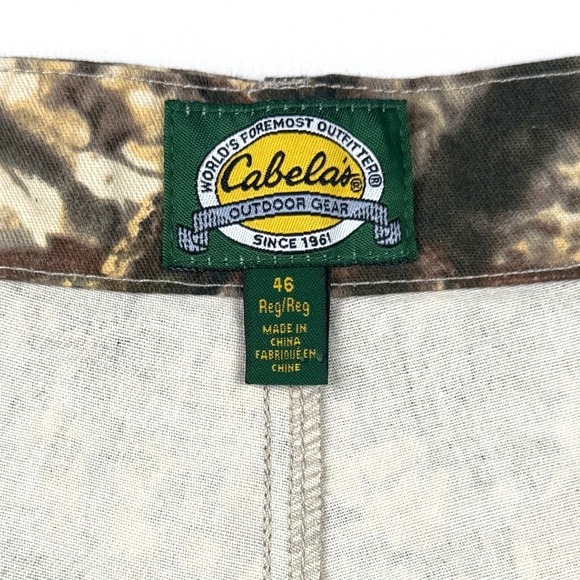 WORLD'S FOREMOST OUTFITTER®
Cabela's®
OUTDOOR GEAR
SINCE 1961
46
Reg/Reg
MADE IN
CHINA
FABRIQUÉ EN
CHINE